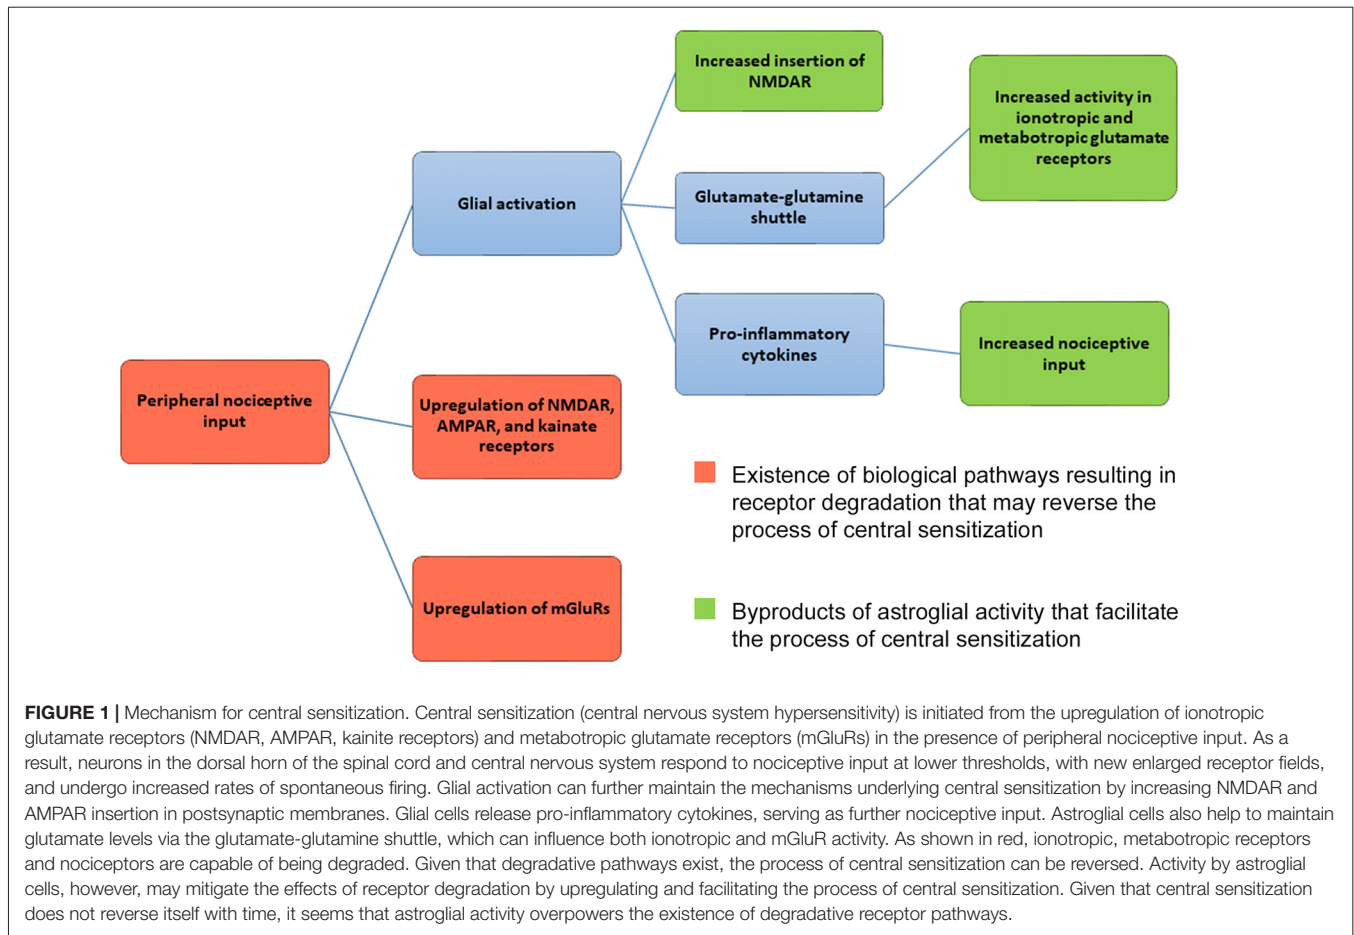 Increased insertion of
NMDAR
Increased activity in
ionotropic and
metabotropic glutamate
receptors
Glial activation
Glutamate-glutamine
shuttle
Pro-inflammatory
cytokines
Increased nociceptive
input
Peripheral nociceptive
input
Upregulation of NMDAR,
AMPAR, and kainate
receptors
Upregulation of mGluRs
Existence of biological pathways resulting in
receptor degradation that may reverse the
process of central sensitization
Byproducts of astroglial activity that facilitate
the process of central sensitization
FIGURE 1 | Mechanism for central sensitization. Central sensitization (central nervous system hypersensitivity) is initiated from the upregulation of ionotropic
glutamate receptors (NMDAR, AMPAR, kainite receptors) and metabotropic glutamate receptors (mGluRs) in the presence of peripheral nociceptive input. As a
result, neurons in the dorsal horn of the spinal cord and central nervous system respond to nociceptive input at lower thresholds, with new enlarged receptor fields,
and undergo increased rates of spontaneous firing. Glial activation can further maintain the mechanisms underlying central sensitization by increasing NMDAR and
AMPAR insertion in postsynaptic membranes. Glial cells release pro-inflammatory cytokines, serving as further nociceptive input. Astroglial cells also help to maintain
glutamate levels via the glutamate-glutamine shuttle, which can influence both ionotropic and mGluR activity. As shown in red, ionotropic, metabotropic receptors
and nociceptors are capable of being degraded. Given that degradative pathways exist, the process of central sensitization can be reversed. Activity by astroglial
cells, however, may mitigate the effects of receptor degradation by upregulating and facilitating the process of central sensitization. Given that central sensitization
does not reverse itself with time, it seems that astroglial activity overpowers the existence of degradative receptor pathways.